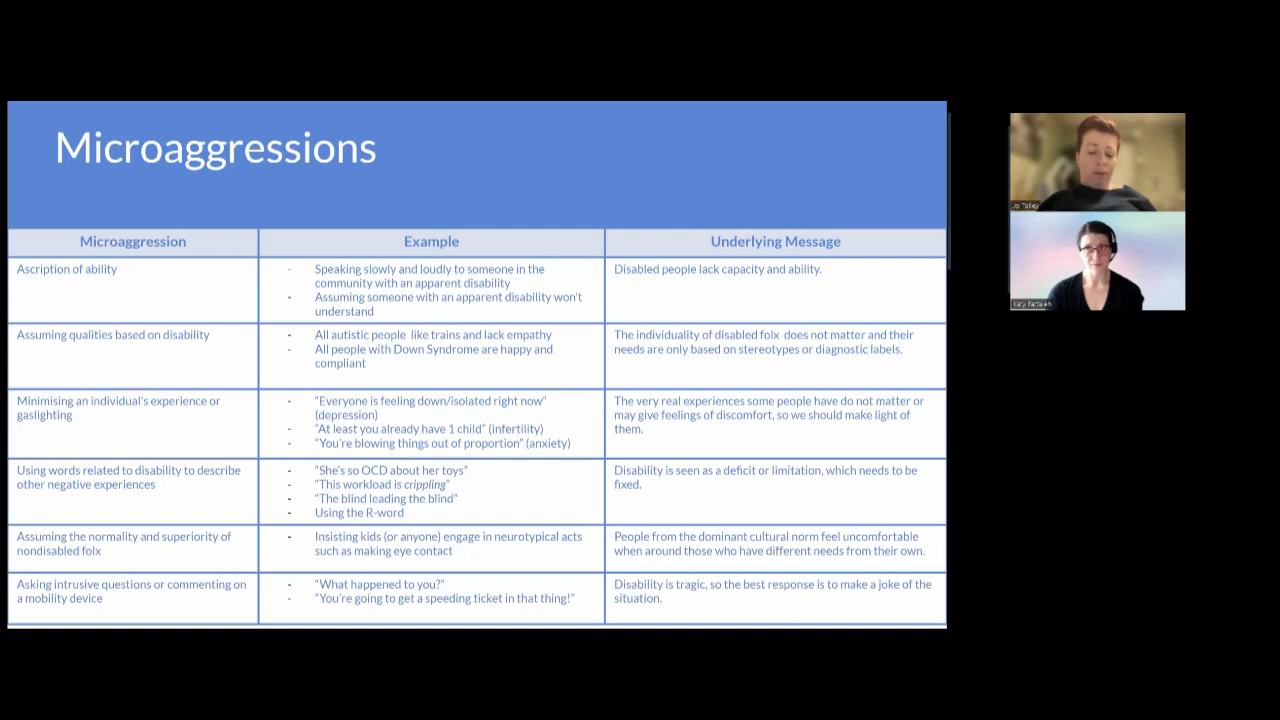 Microaggressions
Microaggression Example Underlying Message
Ascription of ability
- Speaking slowly and loudly to someone in the
community with an apparent disability
- Assuming someone with an apparent disability won't
understand
Disabled people lack capacity and ability.
Assuming qualities based on disability
- All autistic people like trains and lack empathy
- All people with Down Syndrome are happy and
compliant
The individuality of disabled folx does not matter and their
needs are only based on stereotypes or diagnostic labels.
Minimising an individual's experience or
gaslighting
- "Everyone is feeling down/isolated right now"
(depression)
- "At least you already have 1 child" (infertility)
- "You're blowing things out of proportion" (anxiety)
The very real experiences some people have do not matter or
may give feelings of discomfort, so we should make light of
them.
Using words related to disability to describe
other negative experiences
- "She's so OCD about her toys"
- "This workload is crippling"
- "The blind leading the blind"
- Using the R-word
Disability is seen as a deficit or limitation, which needs to be
fixed.
Assuming the normality and superiority of
nondisabled folx
- Insisting kids (or anyone) engage in neurotypical acts
such as making eye contact
People from the dominant cultural norm feel uncomfortable
when around those who have different needs from their own.
Asking intrusive questions or commenting on
a mobility device
- "What happened to you?"
- "You're going to get a speeding ticket in that thing!"
Disability is tragic, so the best response is to make a joke of the
situation.
Jo Talley
Katy